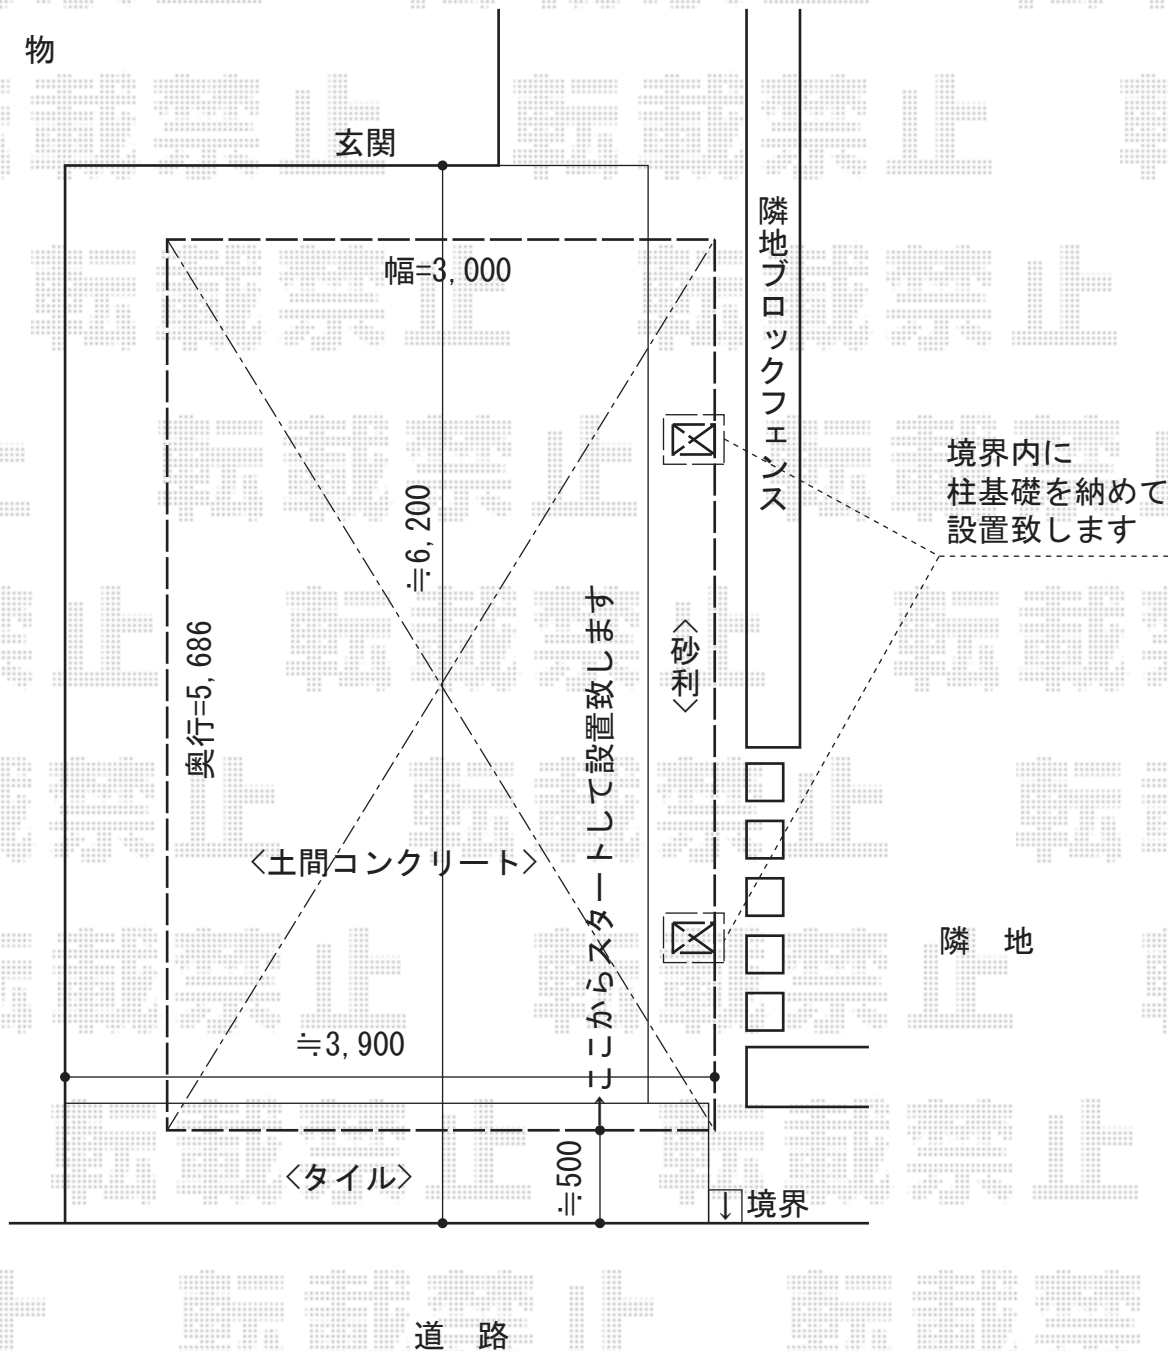 物
玄関
幅=3,000
隣地ブロックフェンス
境界内に
柱基礎を納めて
設置致します
≒6,200
奥行=5,686
ここからスタートして設置致します
〈砂利〉
〈土間コンクリート〉
隣 地
≒3,900
〈タイル〉
≒500
↓境界
道 路
転載禁止